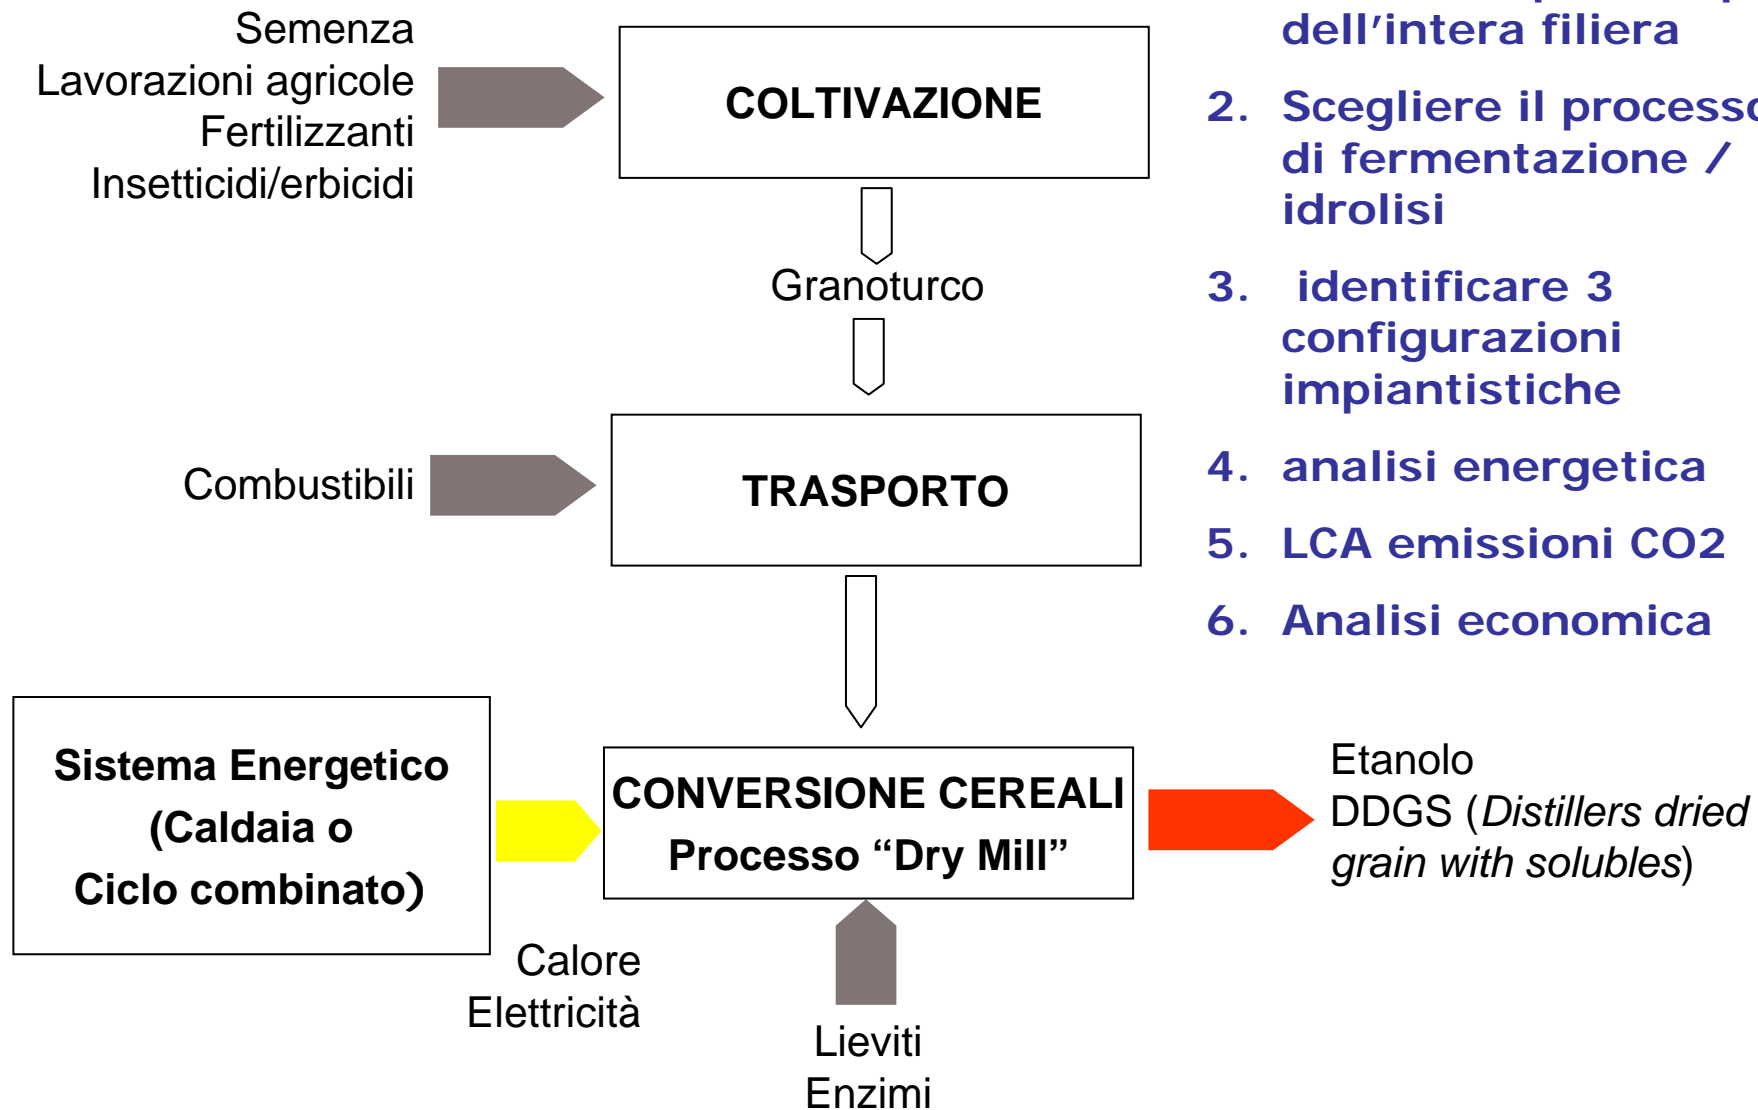 Semenza
Lavorazioni agricole
Fertilizzanti
Insetticidi/erbicidi
COLTIVAZIONE
Granoturco
Combustibili
TRASPORTO
Sistema Energetico
(Caldaia o
Ciclo combinato)
Calore
Elettricità
CONVERSIONE CEREALI
Processo “Dry Mill”
Lieviti
Enzimi
Etanolo
DDGS (Distillers dried
grain with solubles)
dell’intera filiera
2. Scegliere il processo
di fermentazione /
idrolisi
3. identificare 3
configurazioni
impiantistiche
4. analisi energetica
5. LCA emissioni CO2
6. Analisi economica